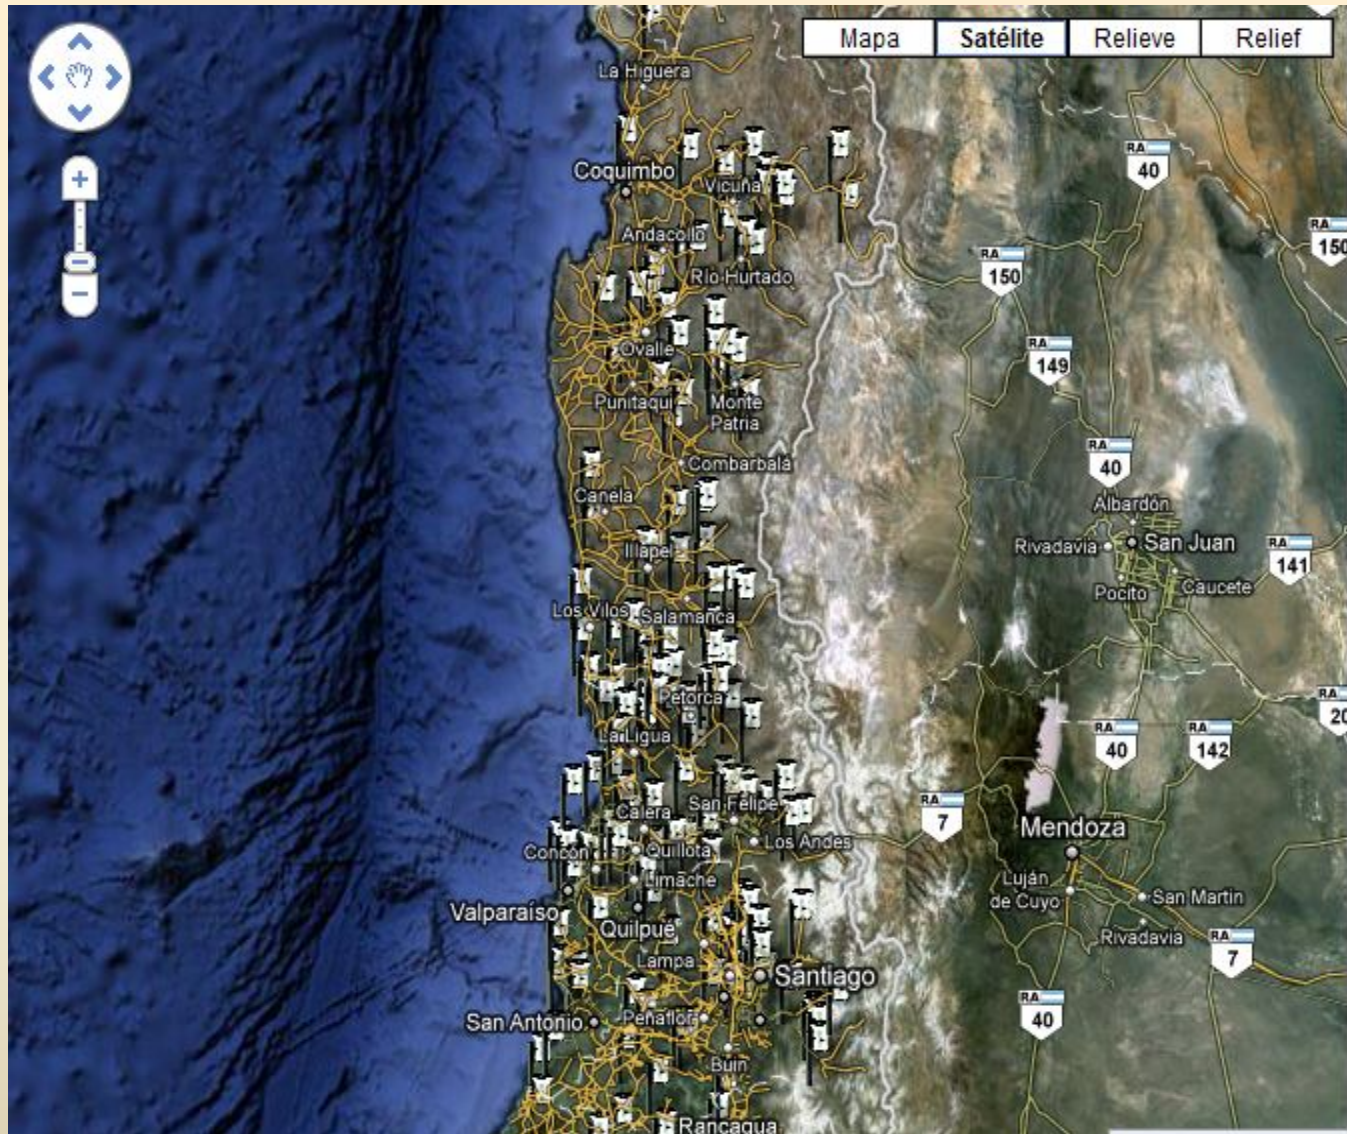 Mapa
Satélite
Relieve
Relief
La Higuera
Coquimbo
Vicuña
Andacollo
Río Hurtado
Ovalle
Punitaqui
Monte
Patria
Combarbalá
Canela
Illapel
Los Vilos
Salamanca
Petorca
La Ligua
San Felipe
Calera
Los Andes
Concón
Quillota
Limache
Valparaíso
Quilpué
Lampa
Santiago
San Antonio
Peñaflor
Buin
Rancagua
RA
40
RA
150
RA
150
RA
149
RA
40
Albardón
Rivadavia
San Juan
RA
141
Pocito
Caucete
RA
20
RA
40
RA
142
RA
7
Mendoza
Luján
de Cuyo
San Martín
Rivadavia
RA
7
RA
40